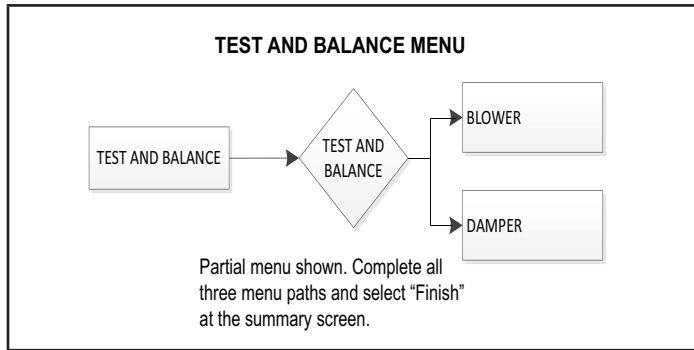 TEST AND BALANCE MENU
TEST AND BALANCE
TEST AND
BALANCE
BLOWER
DAMPER
Partial menu shown. Complete all
three menu paths and select “Finish”
at the summary screen.